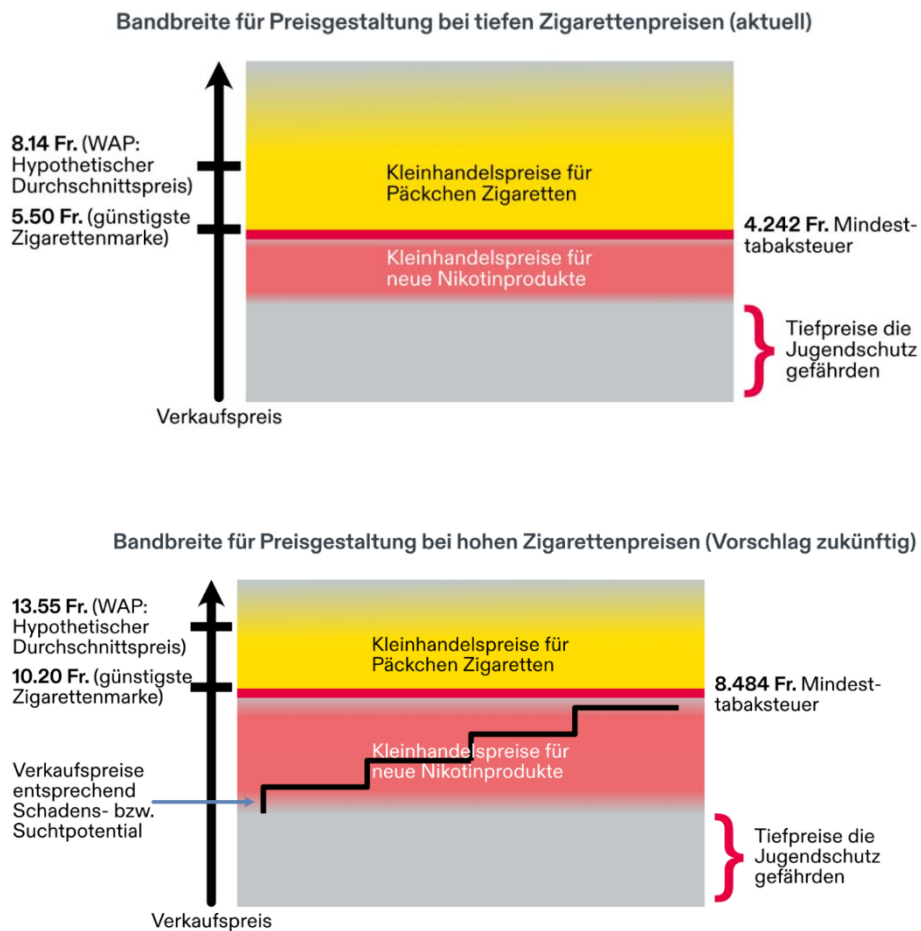 Bandbreite für Preisgestaltung bei tiefen Zigarettenpreisen (aktuell)
8.14 Fr. (WAP:
Hypothetischer
Durchschnittspreis)
5.50 Fr. (günstigste
Zigarettenmarke)
Kleinhandelspreise für
Päckchen Zigaretten
Kleinhandelspreise für
neue Nikotinprodukte
4.242 Fr. Mindest-
tabaksteuer
Tiefpreise die
Jugendschutz
gefährden
Verkaufspreis
Bandbreite für Preisgestaltung bei hohen Zigarettenpreisen (Vorschlag zukünftig)
13.55 Fr. (WAP:
Hypothetischer
Durchschnittspreis)
10.20 Fr. (günstigste
Zigarettenmarke)
Verkaufspreise
entsprechend
Schadens- bzw.
Suchtpotential
Kleinhandelspreise für
Päckchen Zigaretten
Kleinhandelspreise für
neue Nikotinprodukte
8.484 Fr. Mindest-
tabaksteuer
Tiefpreise die
Jugendschutz
gefährden
Verkaufspreis